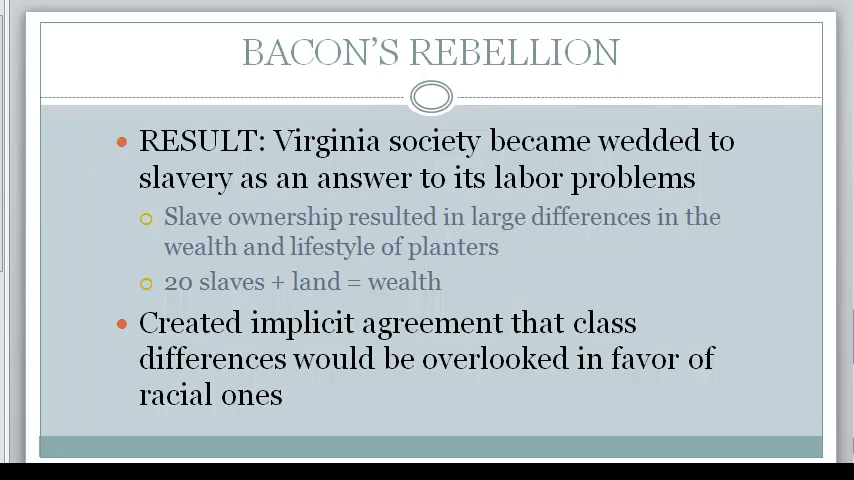 BACON’S REBELLION
RESULT: Virginia society became wedded to
slavery as an answer to its labor problems
Slave ownership resulted in large differences in the
wealth and lifestyle of planters
20 slaves + land = wealth
Created implicit agreement that class
differences would be overlooked in favor of
racial ones